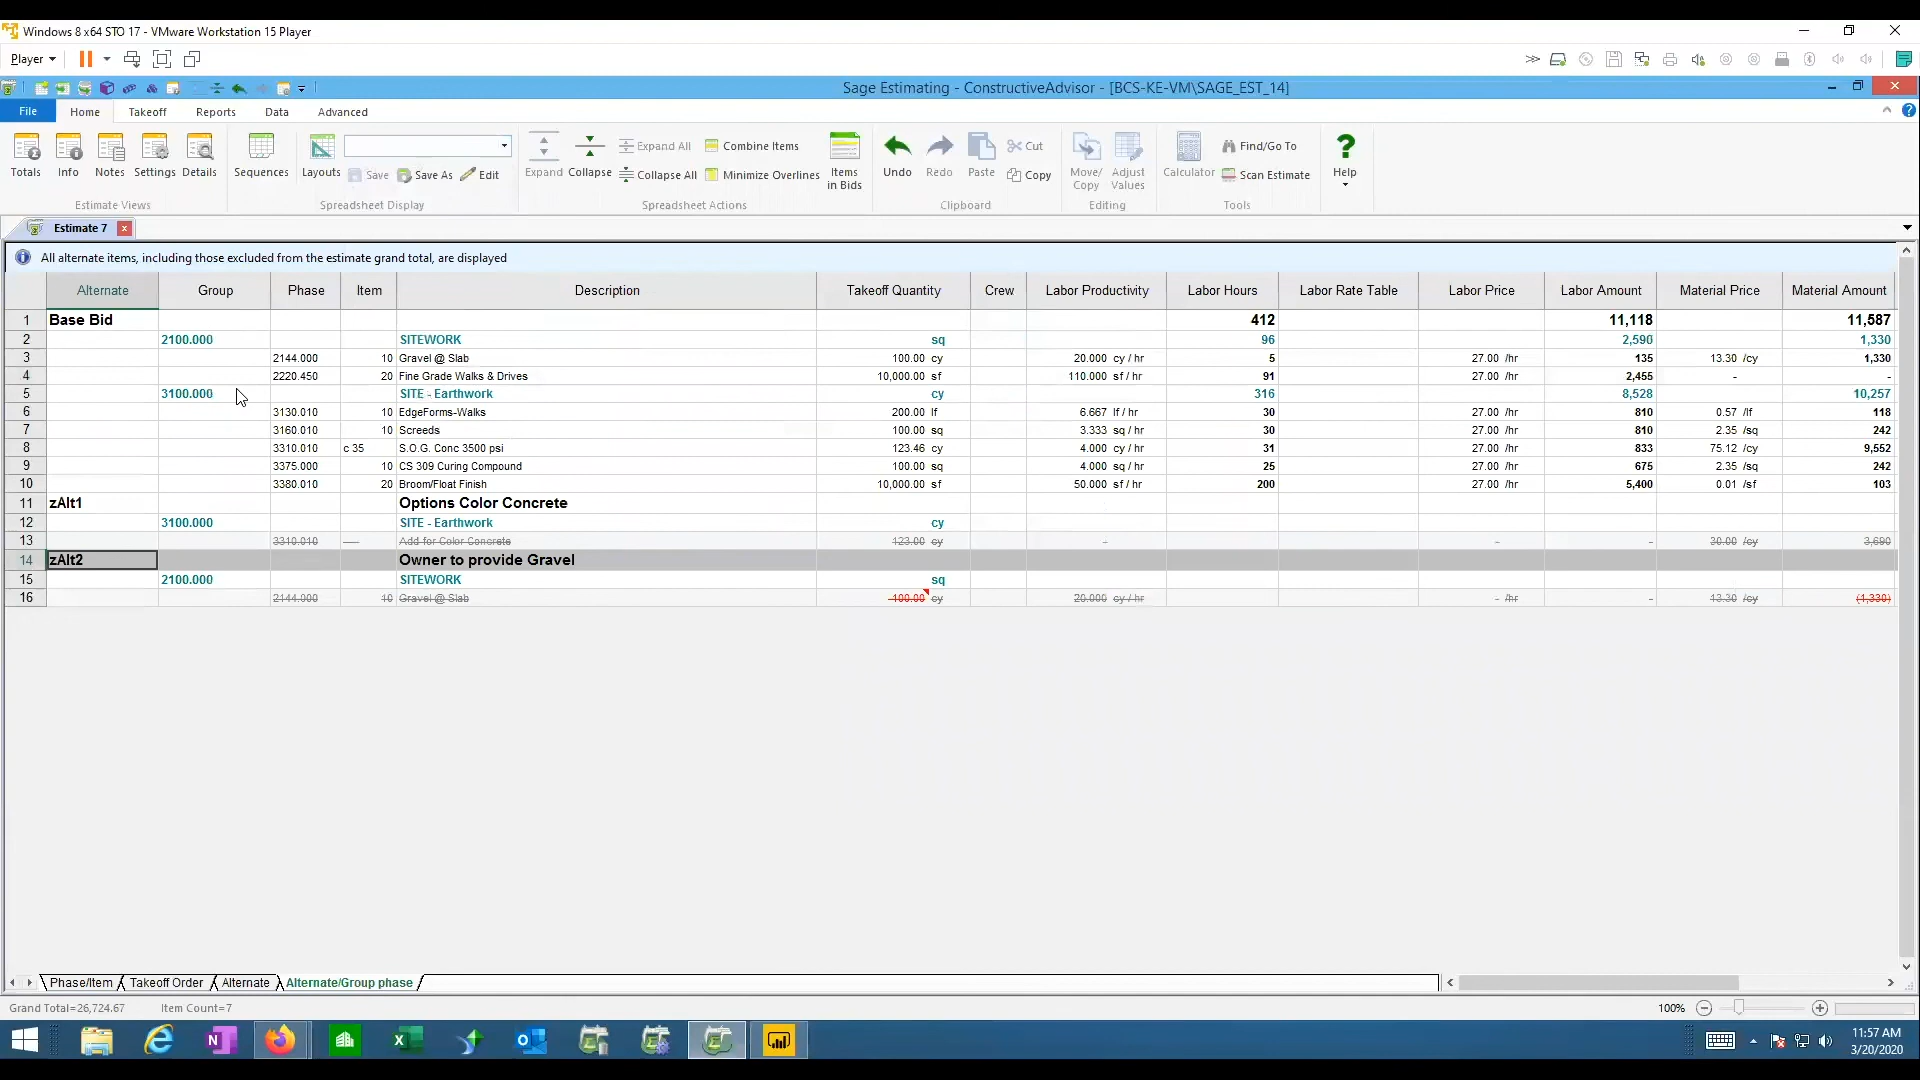 Windows 8 x64 STO 17 - VMware Workstation 15 Player
Player
Sage Estimating - ConstructiveAdvisor - [BCS-KE-VM\SAGE_EST_14]
File Home Takeoff Reports Data Advanced
Totals Info Notes Settings Details Sequences Layouts Save Save As Edit Expand Collapse Expand All Collapse All Combine Items Minimize Overlines Items in Bids Undo Redo Paste Cut Copy Move/ Copy Adjust Values Calculator Find/Go To Scan Estimate Help
Estimate Views Spreadsheet Display Spreadsheet Actions Clipboard Editing Tools
Estimate 7 x
All alternate items, including those excluded from the estimate grand total, are displayed
Alternate Group Phase Item Description Takeoff Quantity Crew Labor Productivity Labor Hours Labor Rate Table Labor Price Labor Amount Material Price Material Amount
1 Base Bid 412 11,118 11,587
2 2100.000 SITEWORK sq 96 2,590 1,330
3 2144.000 10 Gravel @ Slab 100.00 cy 20.000 cy / hr 5 27.00 /hr 135 13.30 /cy 1,330
4 2220.450 20 Fine Grade Walks & Drives 10,000.00 sf 110.000 sf / hr 91 27.00 /hr 2,455 - -
5 3100.000 SITE - Earthwork cy 316 8,528 10,257
6 3130.010 10 EdgeForms-Walks 200.00 lf 6.667 lf / hr 30 27.00 /hr 810 0.57 /lf 118
7 3160.010 10 Screeds 100.00 sq 3.333 sq / hr 30 27.00 /hr 810 2.35 /sq 242
8 3310.010 c 35 S.O.G. Conc 3500 psi 123.46 cy 4.000 cy / hr 31 27.00 /hr 833 75.12 /cy 9,552
9 3375.000 10 CS 309 Curing Compound 100.00 sq 4.000 sq / hr 25 27.00 /hr 675 2.35 /sq 242
10 3380.010 20 Broom/Float Finish 10,000.00 sf 50.000 sf / hr 200 27.00 /hr 5,400 0.01 /sf 103
11 zAlt1 Options Color Concrete
12 3100.000 SITE - Earthwork cy
13 3310.010 Add for Color Concrete 123.00 cy - - - 30.00 /cy 3,690
14 zAlt2 Owner to provide Gravel
15 2100.000 SITEWORK sq
16 2144.000 10 Gravel @ Slab -100.00 cy 20.000 cy / hr - /hr - 13.30 /cy (1,330)
Phase/Item Takeoff Order Alternate Alternate/Group phase
Grand Total=26,724.67 Item Count=7 100%
11:57 AM
3/20/2020